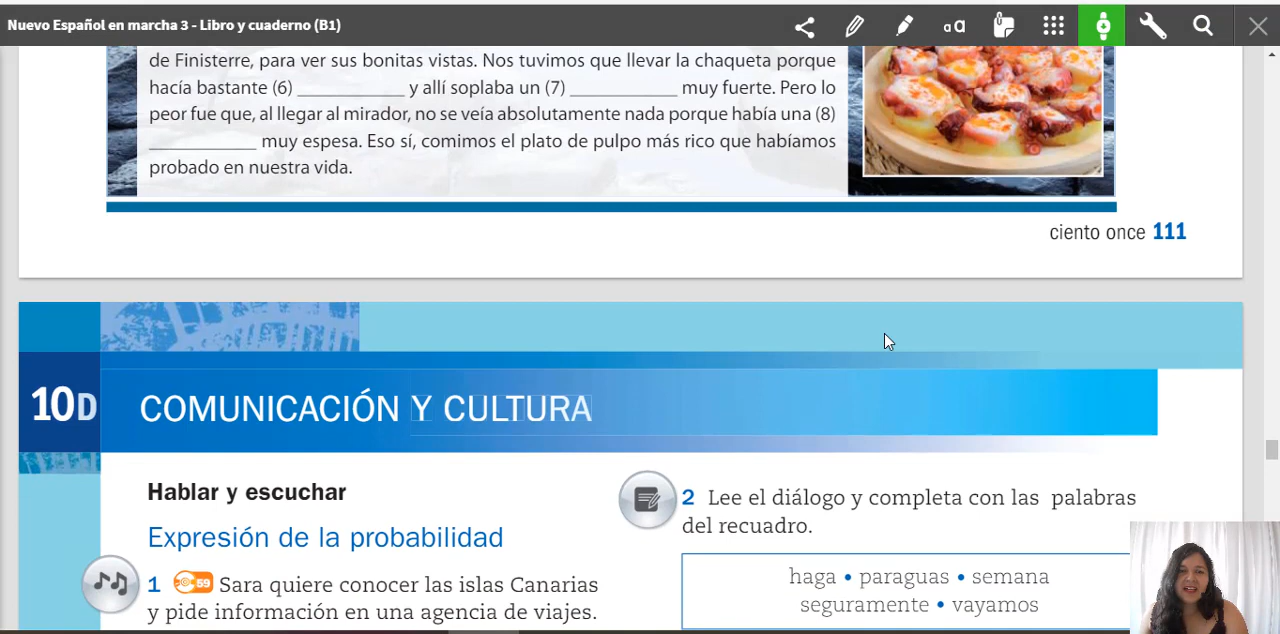 Nuevo Español en marcha 3 - Libro y cuaderno (B1)
aa
de Finisterre, para ver sus bonitas vistas. Nos tuvimos que llevar la chaqueta porque
hacía bastante (6) ___________ y allí soplaba un (7) ___________ muy fuerte. Pero lo
peor fue que, al llegar al mirador, no se veía absolutamente nada porque había una (8)
___________ muy espesa. Eso sí, comimos el plato de pulpo más rico que habíamos
probado en nuestra vida.
ciento once 111
10D
COMUNICACIÓN Y CULTURA
Hablar y escuchar
Expresión de la probabilidad
1 59 Sara quiere conocer las islas Canarias
y pide información en una agencia de viajes.
2 Lee el diálogo y completa con las palabras
del recuadro.
haga • paraguas • semana
seguramente • vayamos